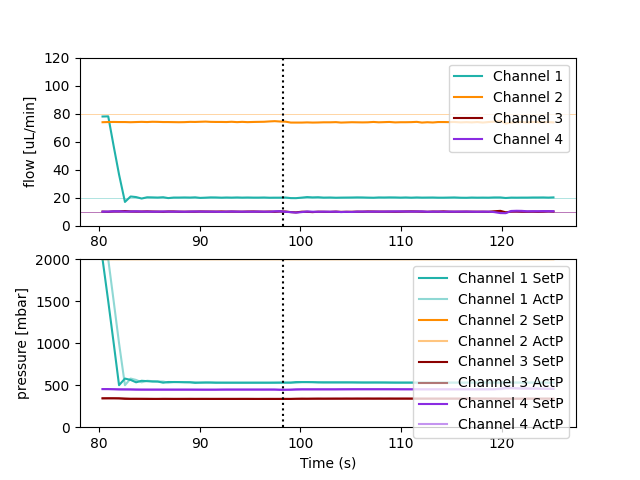 120
100
80
60
40
20
0
flow [uL/min]
Channel 1
Channel 2
Channel 3
Channel 4
80 90 100 110 120
2000
1500
1000
500
0
pressure [mbar]
Channel 1 SetP
Channel 1 ActP
Channel 2 SetP
Channel 2 ActP
Channel 3 SetP
Channel 3 ActP
Channel 4 SetP
Channel 4 ActP
80 90 100 110 120
Time (s)